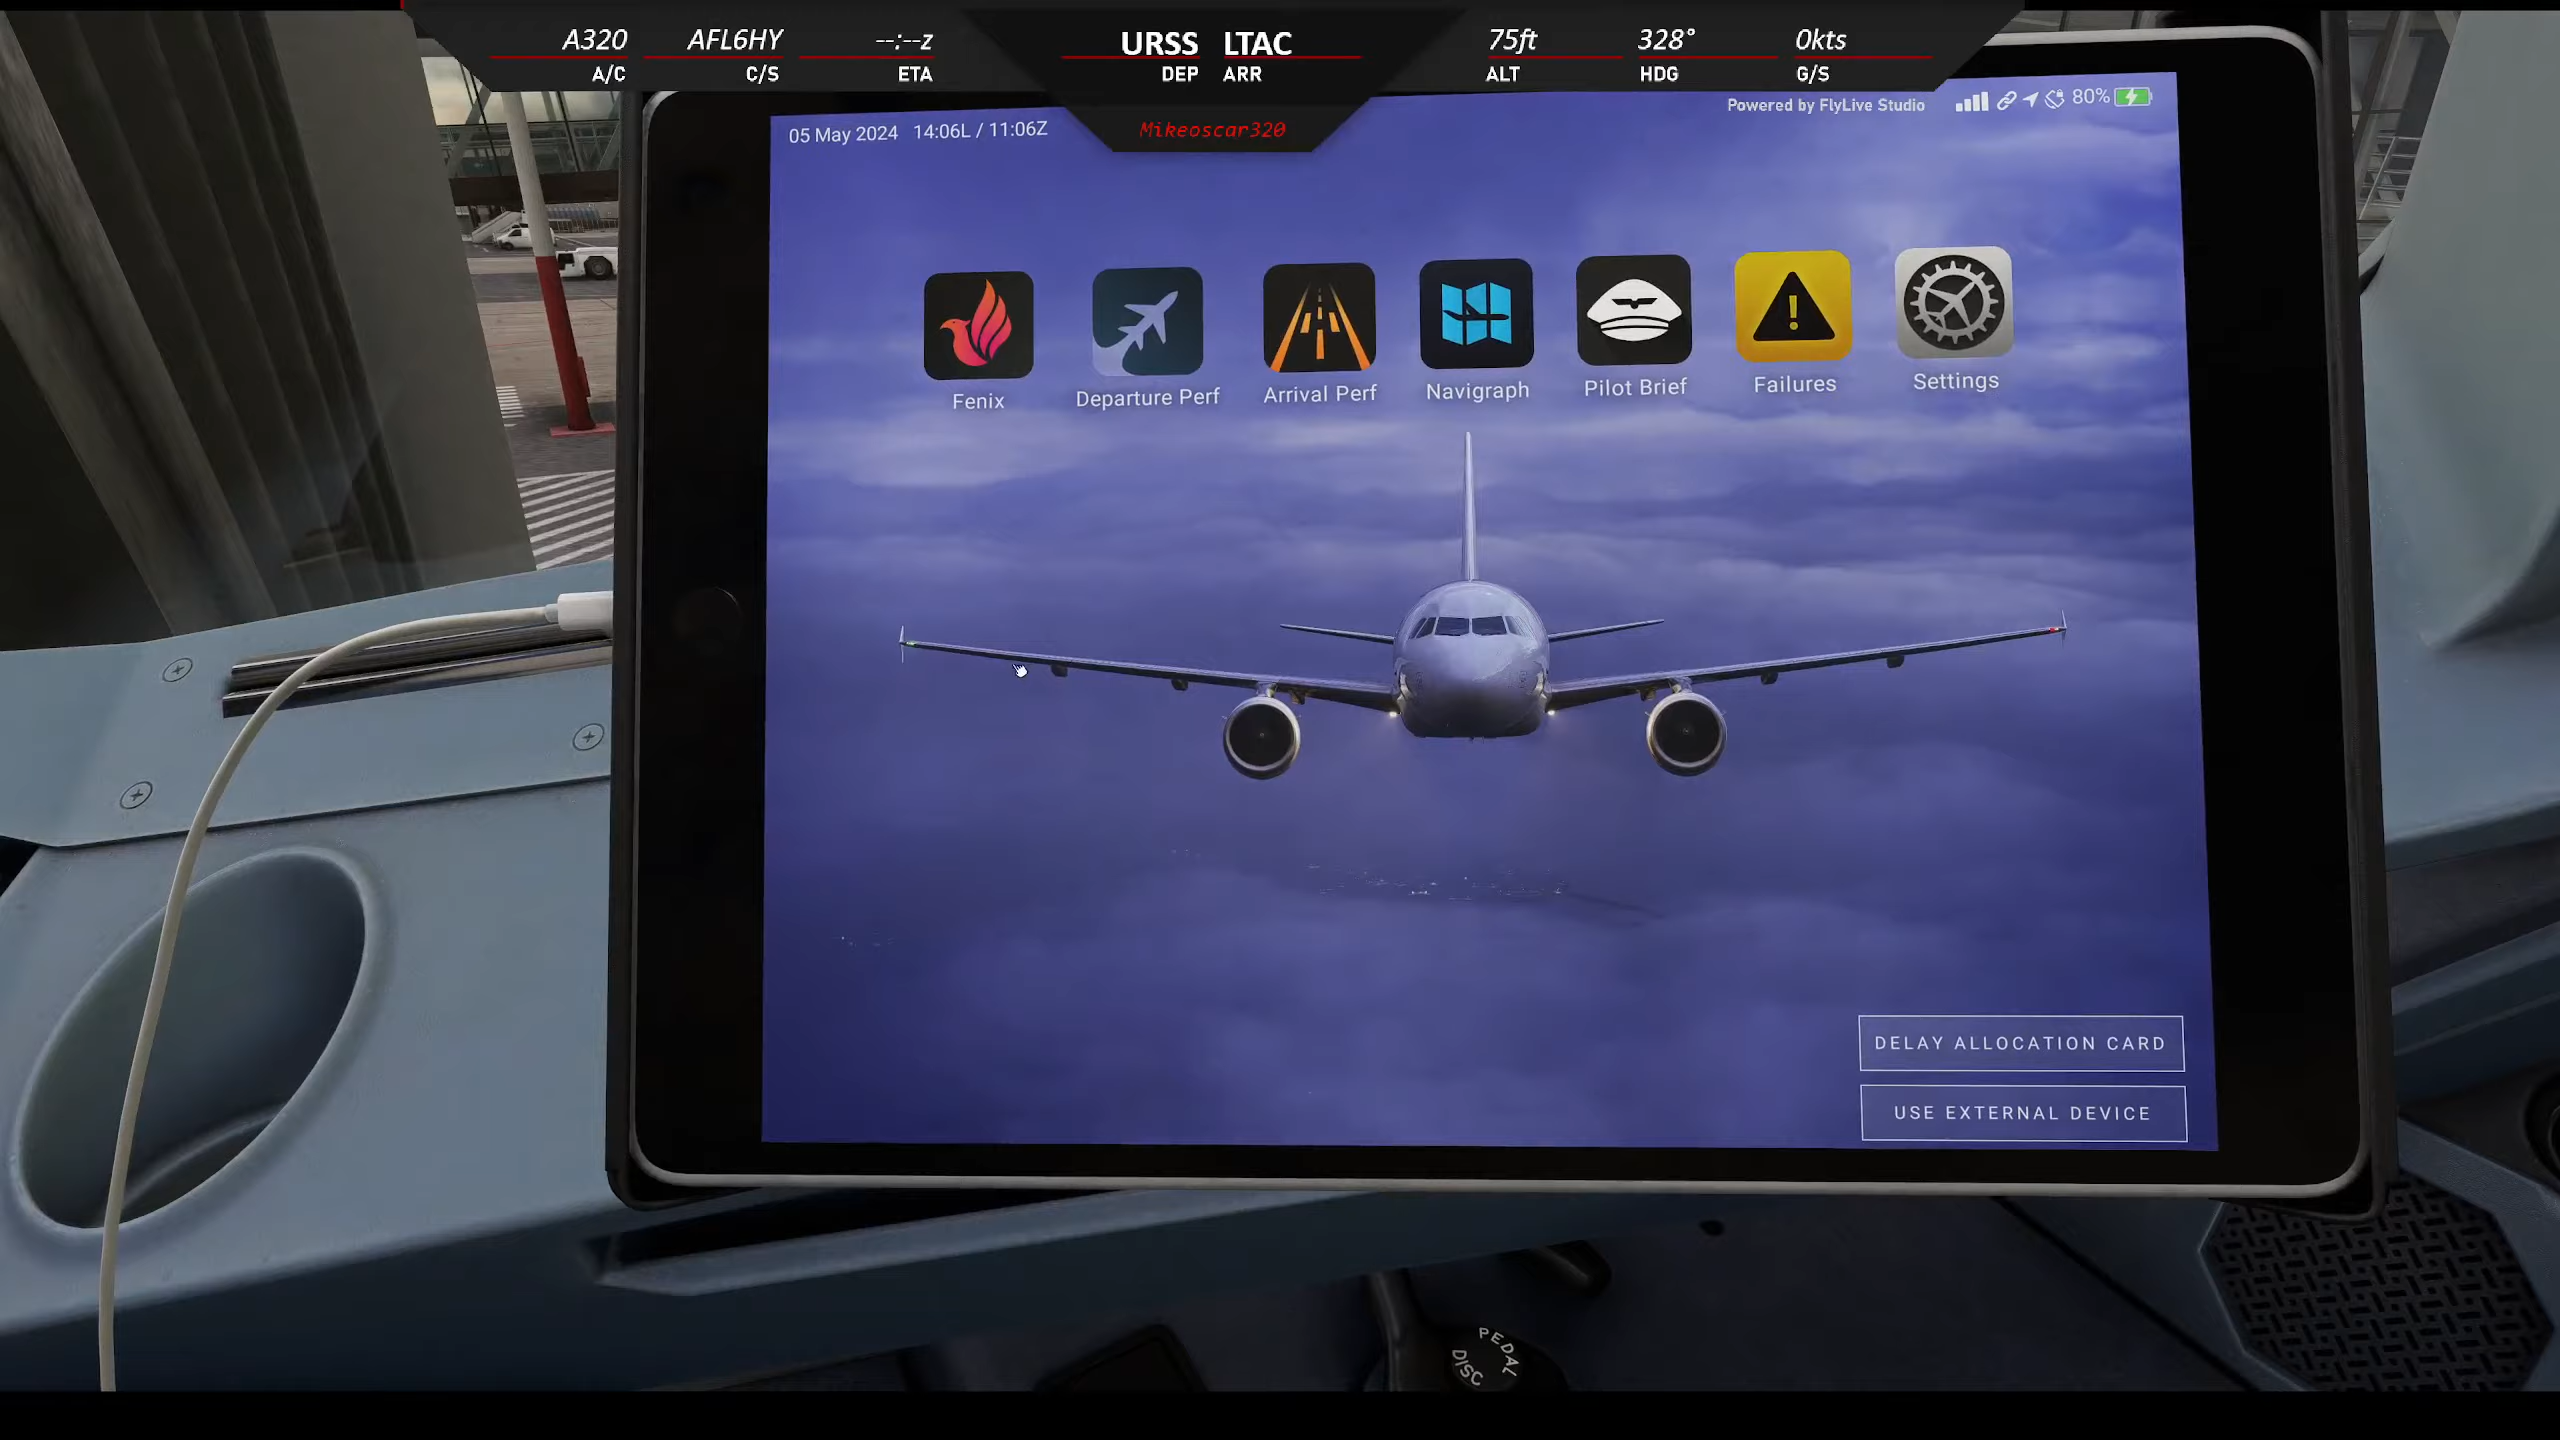 A320 AFL6HY --:--z URSS LTAC 75ft 328° 0kts
A/C C/S ETA DEP ARR ALT HDG G/S
Mikeoscar320
Powered by FlyLive Studio
05 May 2024 14:06L / 11:06Z 80%
Fenix Departure Perf Arrival Perf Navigraph Pilot Brief Failures Settings
DELAY ALLOCATION CARD
USE EXTERNAL DEVICE
PEDAL
DISC